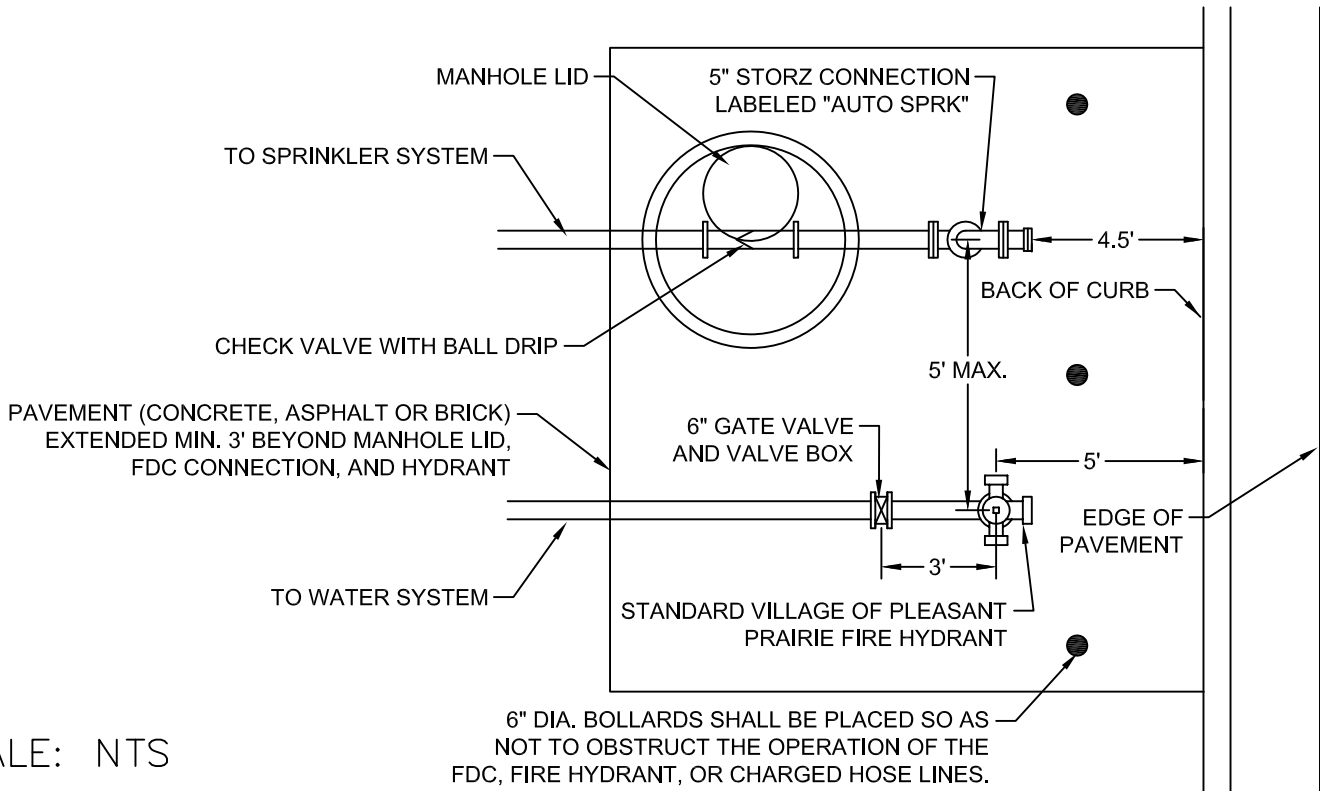 MANHOLE LID
5" STORZ CONNECTION
LABELED "AUTO SPRK"
TO SPRINKLER SYSTEM
4.5'
BACK OF CURB
CHECK VALVE WITH BALL DRIP
5' MAX.
PAVEMENT (CONCRETE, ASPHALT OR BRICK)
EXTENDED MIN. 3' BEYOND MANHOLE LID,
FDC CONNECTION, AND HYDRANT
6" GATE VALVE
AND VALVE BOX
5'
EDGE OF
PAVEMENT
3'
TO WATER SYSTEM
STANDARD VILLAGE OF PLEASANT
PRAIRIE FIRE HYDRANT
6" DIA. BOLLARDS SHALL BE PLACED SO AS
NOT TO OBSTRUCT THE OPERATION OF THE
FDC, FIRE HYDRANT, OR CHARGED HOSE LINES.
ALE: NTS